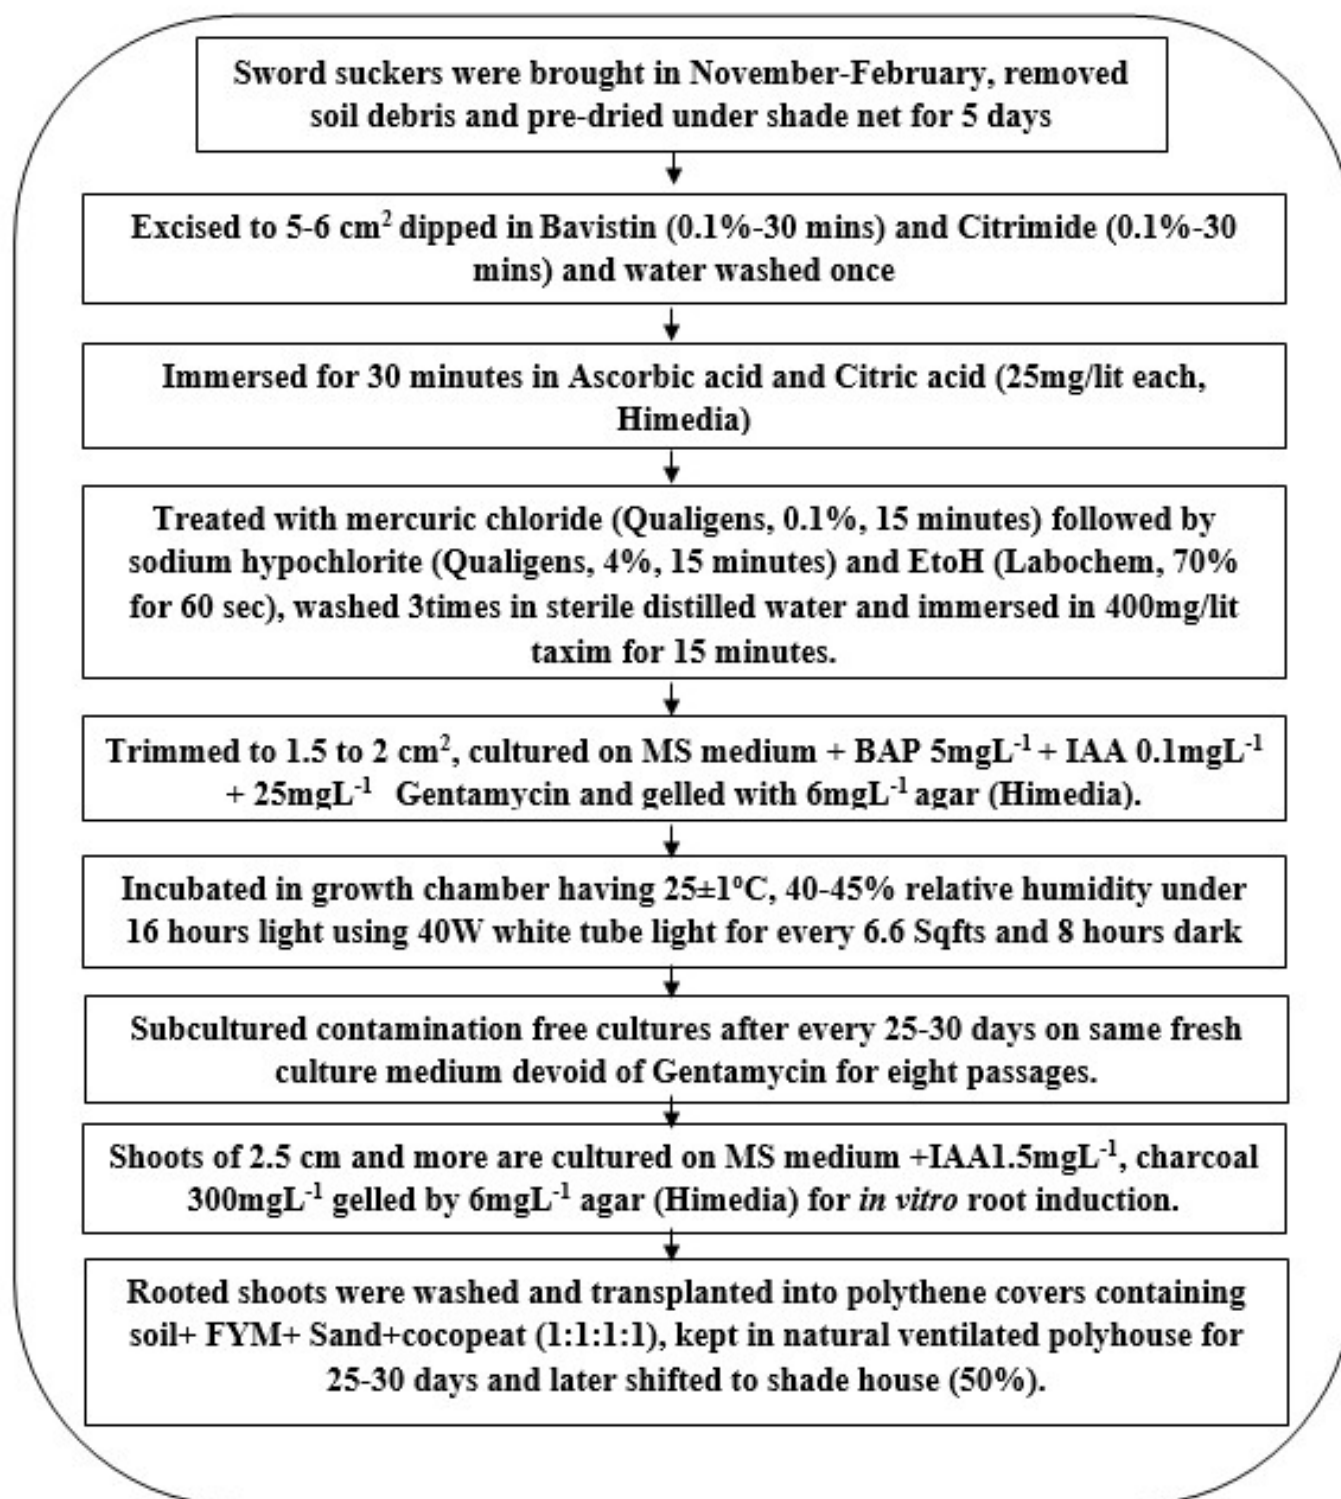 Sword suckers were brought in November-February, removed
soil debris and pre-dried under shade net for 5 days
Excised to 5-6 cm² dipped in Bavistin (0.1%-30 mins) and Citrimide (0.1%-30
mins) and water washed once
Immersed for 30 minutes in Ascorbic acid and Citric acid (25mg/lit each,
Himedia)
Treated with mercuric chloride (Qualigens, 0.1%, 15 minutes) followed by
sodium hypochlorite (Qualigens, 4%, 15 minutes) and EtoH (Labochem, 70%
for 60 sec), washed 3times in sterile distilled water and immersed in 400mg/lit
taxim for 15 minutes.
Trimmed to 1.5 to 2 cm², cultured on MS medium + BAP 5mgL⁻¹ + IAA 0.1mgL⁻¹
+ 25mgL⁻¹ Gentamycin and gelled with 6mgL⁻¹ agar (Himedia).
Incubated in growth chamber having 25±1⁰C, 40-45% relative humidity under
16 hours light using 40W white tube light for every 6.6 Sqfts and 8 hours dark
Subcultured contamination free cultures after every 25-30 days on same fresh
culture medium devoid of Gentamycin for eight passages.
Shoots of 2.5 cm and more are cultured on MS medium +IAA1.5mgL⁻¹, charcoal
300mgL⁻¹ gelled by 6mgL⁻¹ agar (Himedia) for in vitro root induction.
Rooted shoots were washed and transplanted into polythene covers containing
soil+ FYM+ Sand+cocopeat (1:1:1:1), kept in natural ventilated polyhouse for
25-30 days and later shifted to shade house (50%).